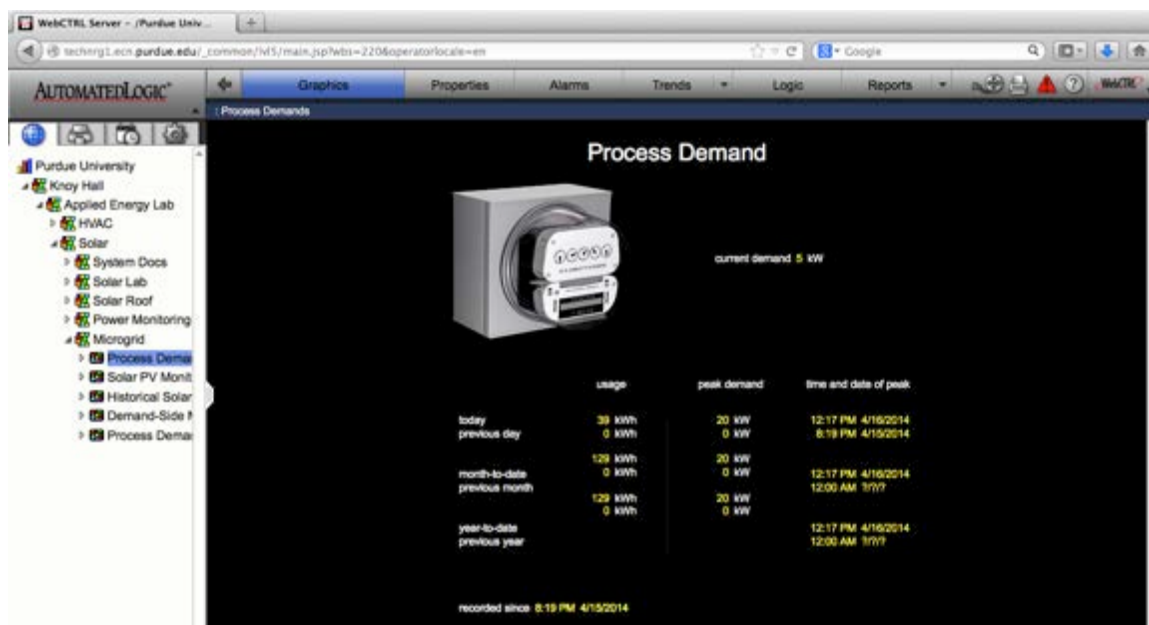 WebCTRL Server - /Purdue Univ...
technrg1.ecn.purdue.edu/_common/lvl5/main.jsp?wbs=220&operatorlocale=en
Google
AUTOMATEDLOGIC
Graphics Properties Alarms Trends Logic Reports
WebCTRL
: Process Demands
Purdue University
Knoy Hall
Applied Energy Lab
HVAC
Solar
System Docs
Solar Lab
Solar Roof
Power Monitoring
Microgrid
Process Dema
Solar PV Monit
Historical Solar
Demand-Side
Process Dema
Process Demand
current demand 5 kW
usage peak demand time and date of peak
today 39 kWh 20 kW 12:17 PM 4/16/2014
previous day 0 kWh 0 kW 8:19 PM 4/15/2014
129 kWh 20 kW
month-to-date 0 kWh 0 kW 12:17 PM 4/16/2014
previous month 12:00 AM ?/?/?
129 kWh 20 kW
0 kWh 0 kW
year-to-date 12:17 PM 4/16/2014
previous year 12:00 AM ?/?/?
recorded since 8:19 PM 4/15/2014